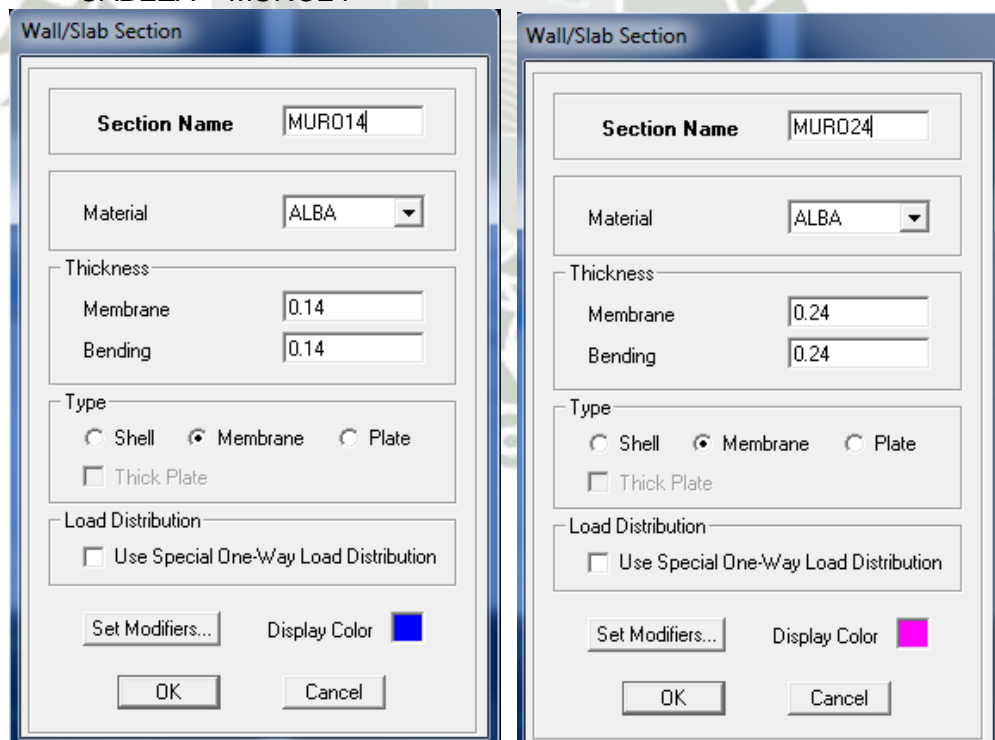 Wall/Slab Section
Section Name MURO14
Material ALBA
Thickness
Membrane 0.14
Bending 0.14
Type
Shell Membrane Plate
Thick Plate
Load Distribution
Use Special One-Way Load Distribution
Set Modifiers... Display Color
OK Cancel
Wall/Slab Section
Section Name MURO24
Material ALBA
Thickness
Membrane 0.24
Bending 0.24
Type
Shell Membrane Plate
Thick Plate
Load Distribution
Use Special One-Way Load Distribution
Set Modifiers... Display Color
OK Cancel